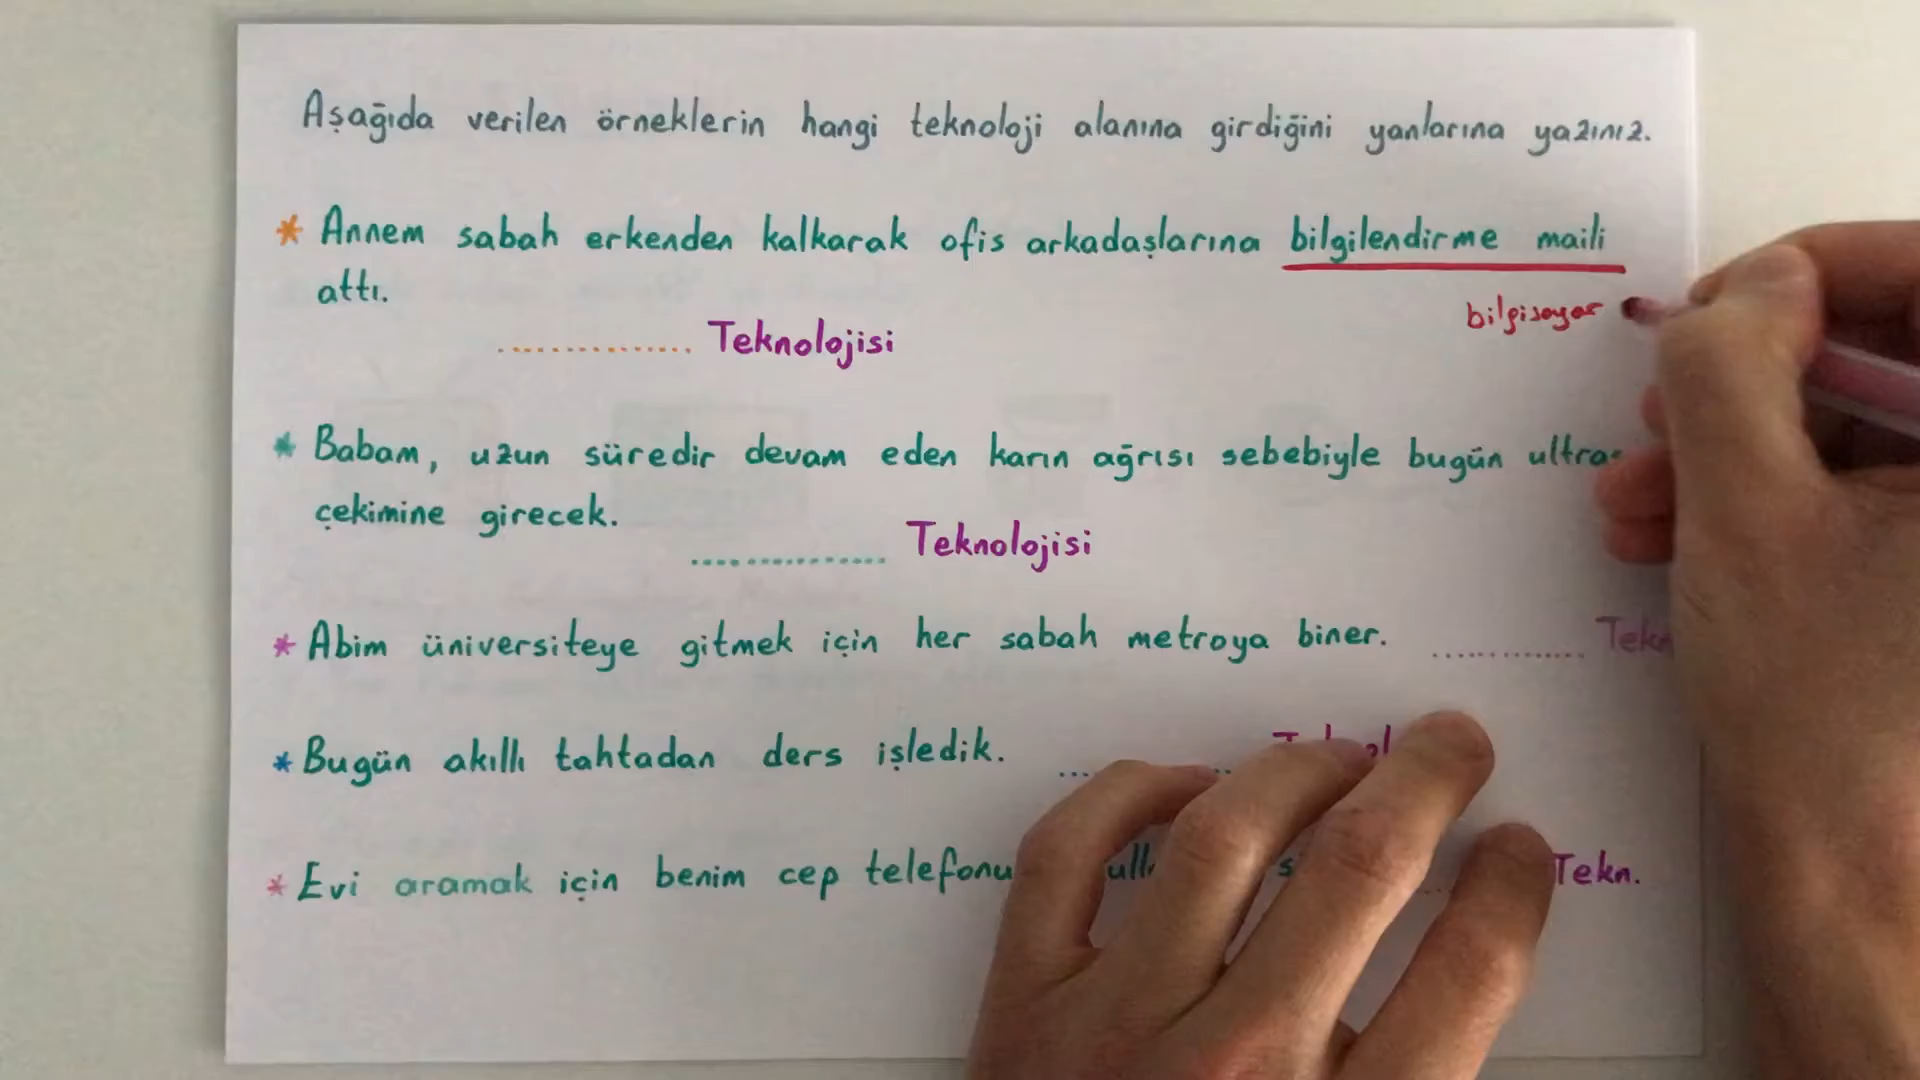 Aşağıda verilen örneklerin hangi teknoloji alanına girdiğini yanlarına yazınız.
* Annem sabah erkenden kalkarak ofis arkadaşlarına bilgilendirme maili
attı.
bilgisayar
.............. Teknolojisi
* Babam, uzun süredir devam eden karın ağrısı sebebiyle bugün
çekimine girecek.
.............. Teknolojisi
* Abim üniversiteye gitmek için her sabah metroya biner. ............
* Bugün akıllı tahtadan ders işledik.
* Evi aramak için benim cep Tekn.